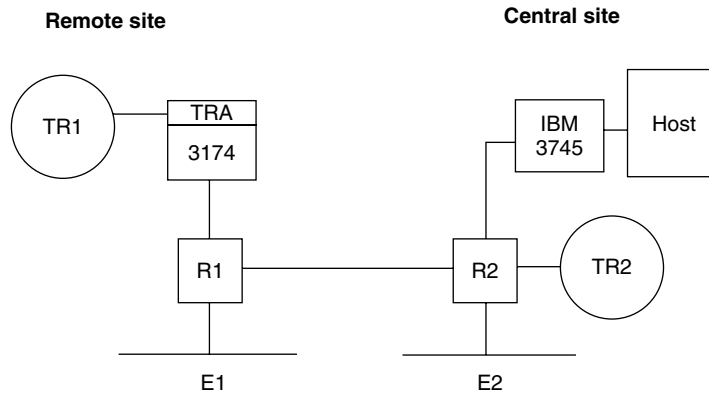 Remote site
Central site
TR1
TRA
3174
IBM
3745
Host
R1
R2
TR2
E1
E2